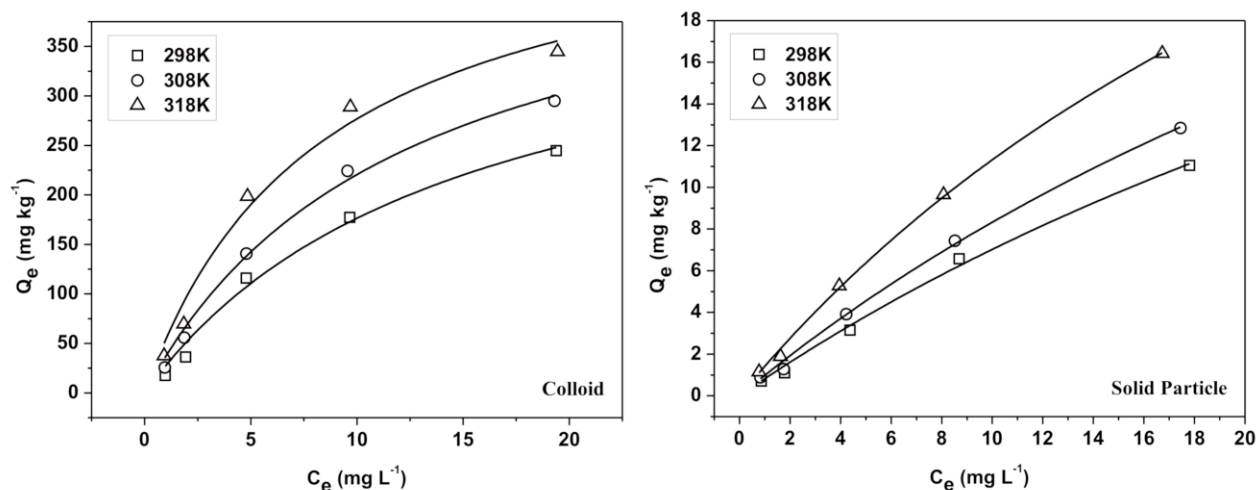 350
300
250
200
150
100
50
0
Qe (mg kg-1)
298K
308K
318K
Colloid
0 5 10 15 20
Ce (mg L-1)
18
16
14
12
10
8
6
4
2
0
Qe (mg kg-1)
298K
308K
318K
Solid Particle
0 2 4 6 8 10 12 14 16 18 20
Ce (mg L-1)